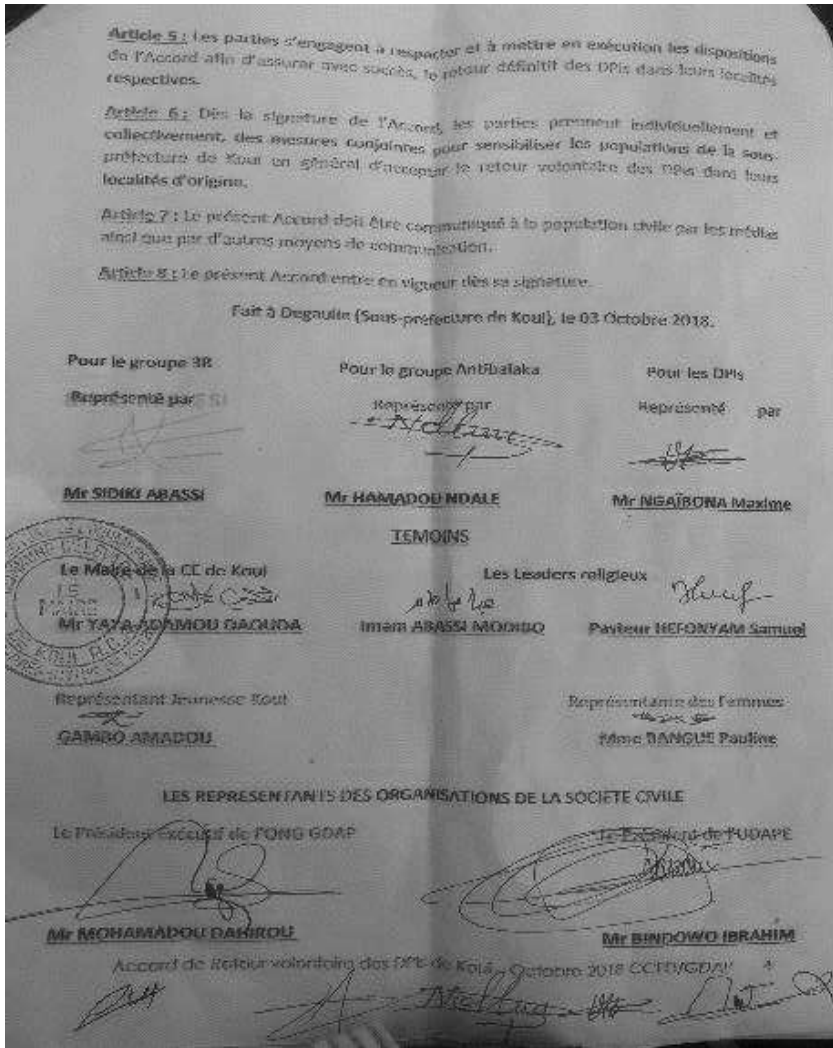 Article 5 : Les parties s'engagent à respecter et à mettre en exécution les dispositions
de l'Accord afin d'assurer avec succès, le retour définitif des DPIs dans leurs localités
respectives.
Article 6 : Dès la signature de l'Accord, les parties prennent individuellement et
collectivement, des mesures conjointes pour sensibiliser les populations de la sous-
préfecture de Koui en général d'accepter le retour volontaire des DPIs dans leurs
localités d'origine.
Article 7 : Le présent Accord doit être communiqué à la population civile par les médias
ainsi que par d'autres moyens de communication.
Article 8 : Le présent Accord entre en vigueur dès sa signature.
Fait à Degaulle (Sous-préfecture de Koui), le 03 Octobre 2018.
Pour le groupe 3R Pour le groupe Antibalaka Pour les DPIs
Représenté par Représenté par Représenté par
Mr SIDIKI ABASSI Mr HAMADOU NDALE Mr NGAÏBONA Maxime
TEMOINS
Le Maire de la CE de Koui Les Leaders religieux
LE
MAIRE
Mr YAYA ADAMOU DAOUDA Imam ABASSI MODIBO Pasteur NEFONYAM Samuel
Représentant Jeunesse Koui Représentante des Femmes
GAMBO AMADOU Mme BANGUE Pauline
LES REPRESENTANTS DES ORGANISATIONS DE LA SOCIETE CIVILE
Le Président exécutif de l'ONG GDAP Le Président de l'UDAPE
Mr MOHAMADOU DAHIROU Mr BINDOWO IBRAHIM
Accord de Retour volontaire des DPIs de Koui, Octobre 2018 CCTD/GDAP 4